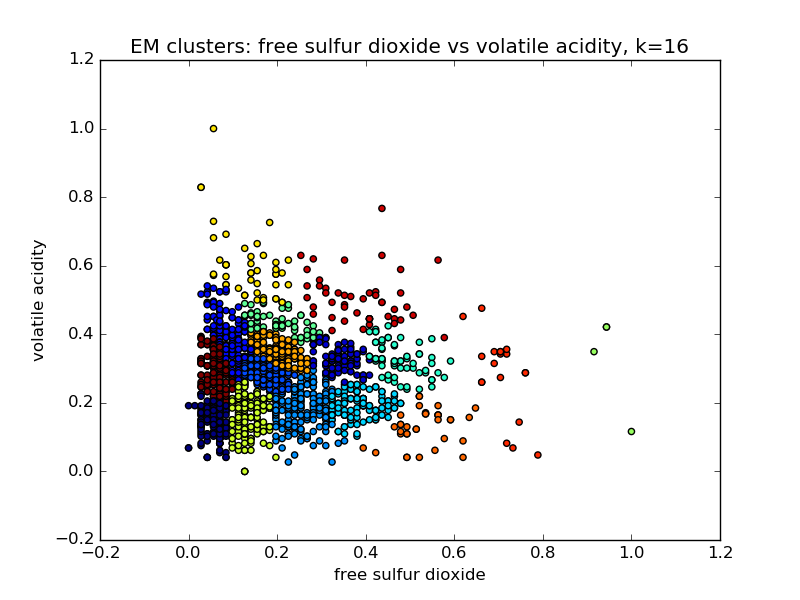 EM clusters: free sulfur dioxide vs volatile acidity, k=16
1.2
1.0
0.8
0.6
0.4
0.2
0.0
−0.2
volatile acidity
−0.2 0.0 0.2 0.4 0.6 0.8 1.0 1.2
free sulfur dioxide